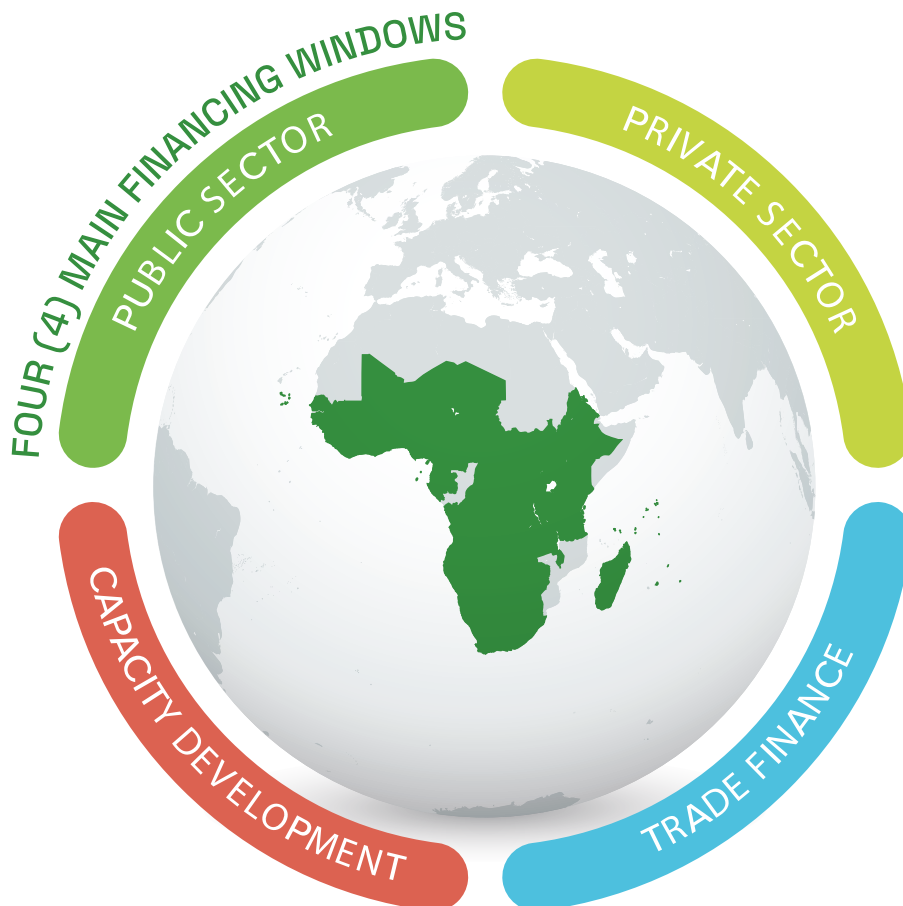 FOUR (4) MAIN FINANCING WINDOWS
PUBLIC SECTOR
PRIVATE SECTOR
CAPACITY DEVELOPMENT
TRADE FINANCE